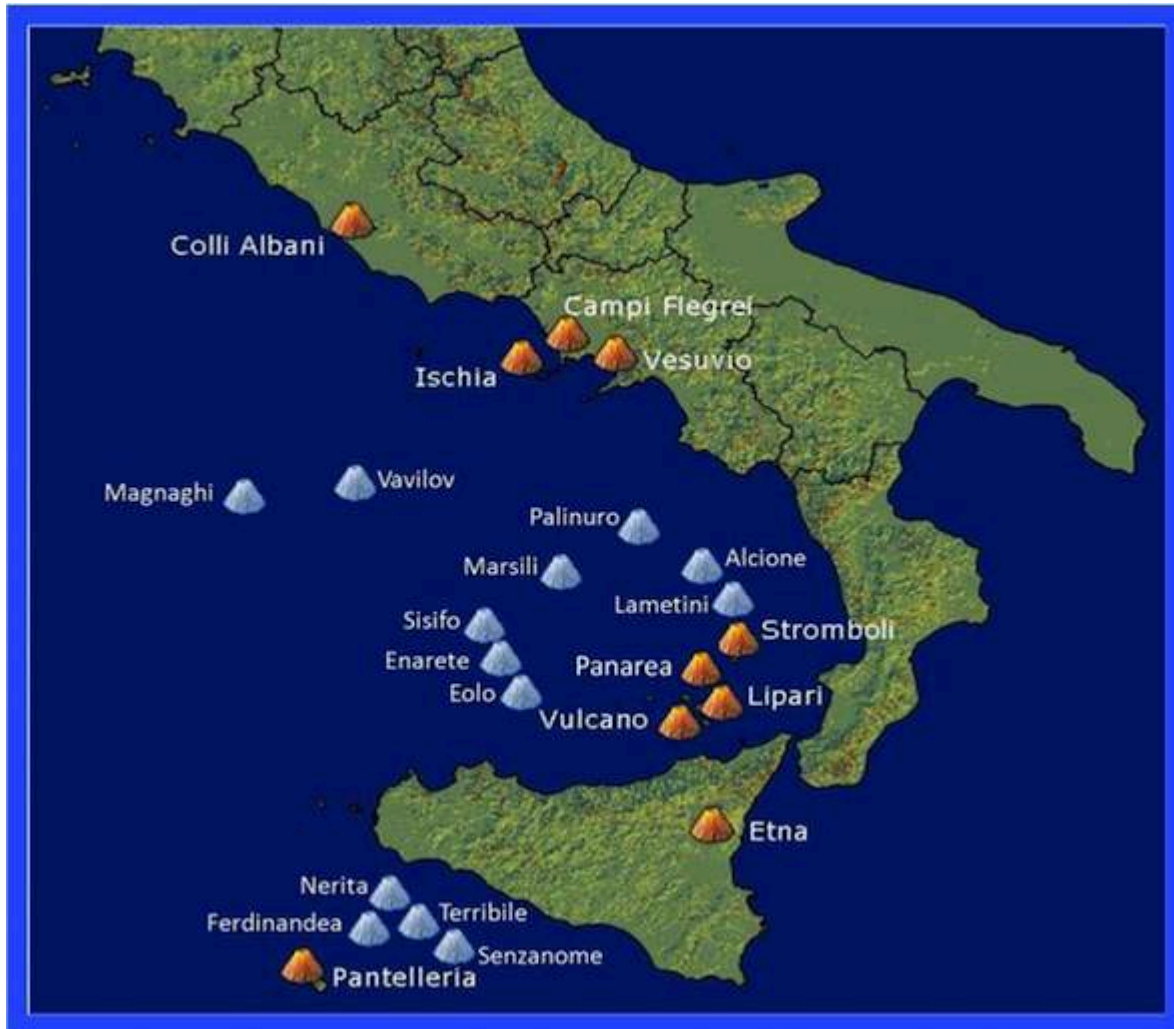 Colli Albani
Campi Flegrei
Vesuvio
Ischia
Vavilov
Magnaghi
Palinuro
Alcione
Marsili
Lametini
Sisifo
Stromboli
Enarete
Panarea
Eolo
Lipari
Vulcano
Etna
Nerita
Terribile
Ferdinandea
Senzanome
Pantelleria